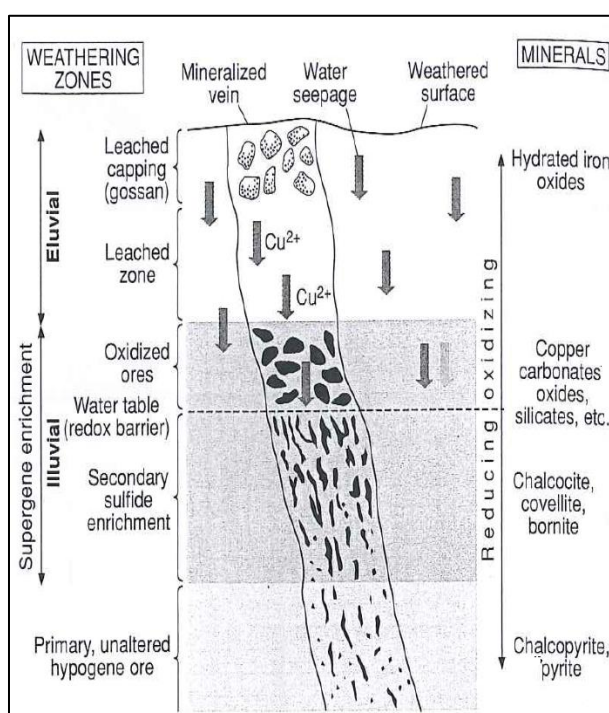 WEATHERING
ZONES
Mineralized
vein
Water
seepage
Weathered
surface
MINERALS
Leached
capping
(gossan)
Leached
zone
Oxidized
ores
Water table
(redox barrier)
Secondary
sulfide
enrichment
Primary, unaltered
hypogene ore
Eluvial
Illuvial
Supergene enrichment
Cu²⁺
Cu²⁺
Reducing oxidizing
Hydrated iron
oxides
Copper
carbonates
oxides,
silicates, etc.
Chalcocite,
covellite,
bornite
Chalcopyrite,
pyrite